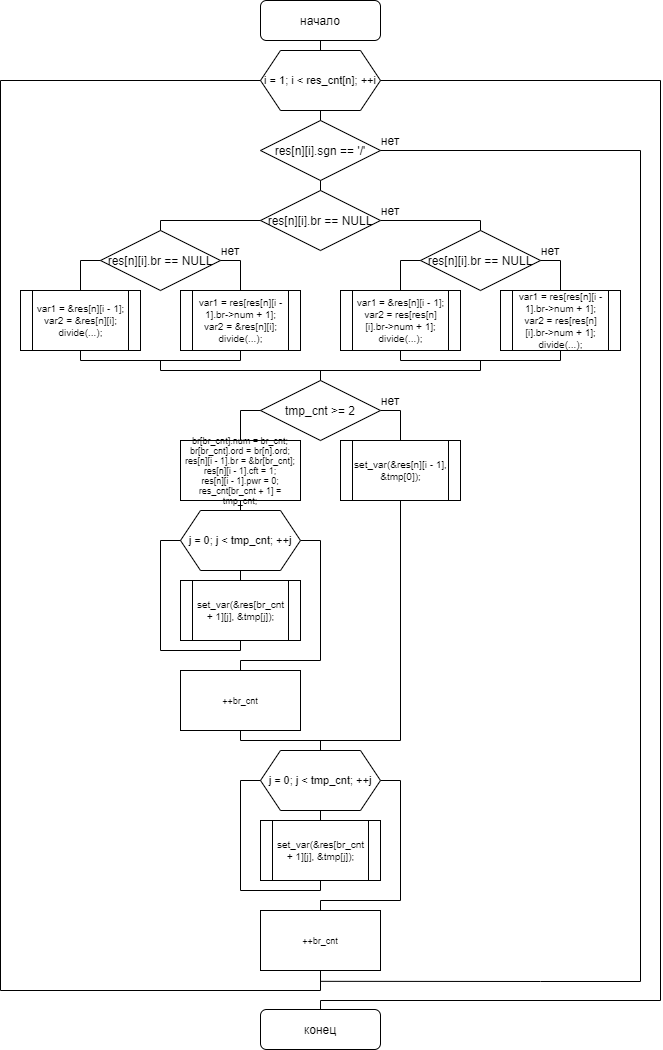 начало
i = 1; i < res_cnt[n]; ++i
res[n][i].sgn == '/'
нет
res[n][i].br == NULL
нет
res[n][i].br == NULL
нет
res[n][i].br == NULL
нет
var1 = &res[n][i - 1];
var2 = &res[n][i];
divide(...);
var1 = res[res[n][i -
1].br->num + 1];
var2 = &res[n][i];
divide(...);
var1 = &res[n][i - 1];
var2 = res[res[n]
[i].br->num + 1];
divide(...);
var1 = res[res[n][i -
1].br->num + 1];
var2 = res[res[n]
[i].br->num + 1];
divide(...);
tmp_cnt >= 2
нет
br[br_cnt].num = br_cnt;
br[br_cnt].ord = br[n].ord;
res[n][i - 1].br = &br[br_cnt];
res[n][i - 1].cft = 1;
res[n][i - 1].pwr = 0;
res_cnt[br_cnt + 1] =
tmp_cnt;
set_var(&res[n][i - 1],
&tmp[0]);
j = 0; j < tmp_cnt; ++j
set_var(&res[br_cnt
+ 1][j], &tmp[j]);
++br_cnt
j = 0; j < tmp_cnt; ++j
set_var(&res[br_cnt
+ 1][j], &tmp[j]);
++br_cnt
конец